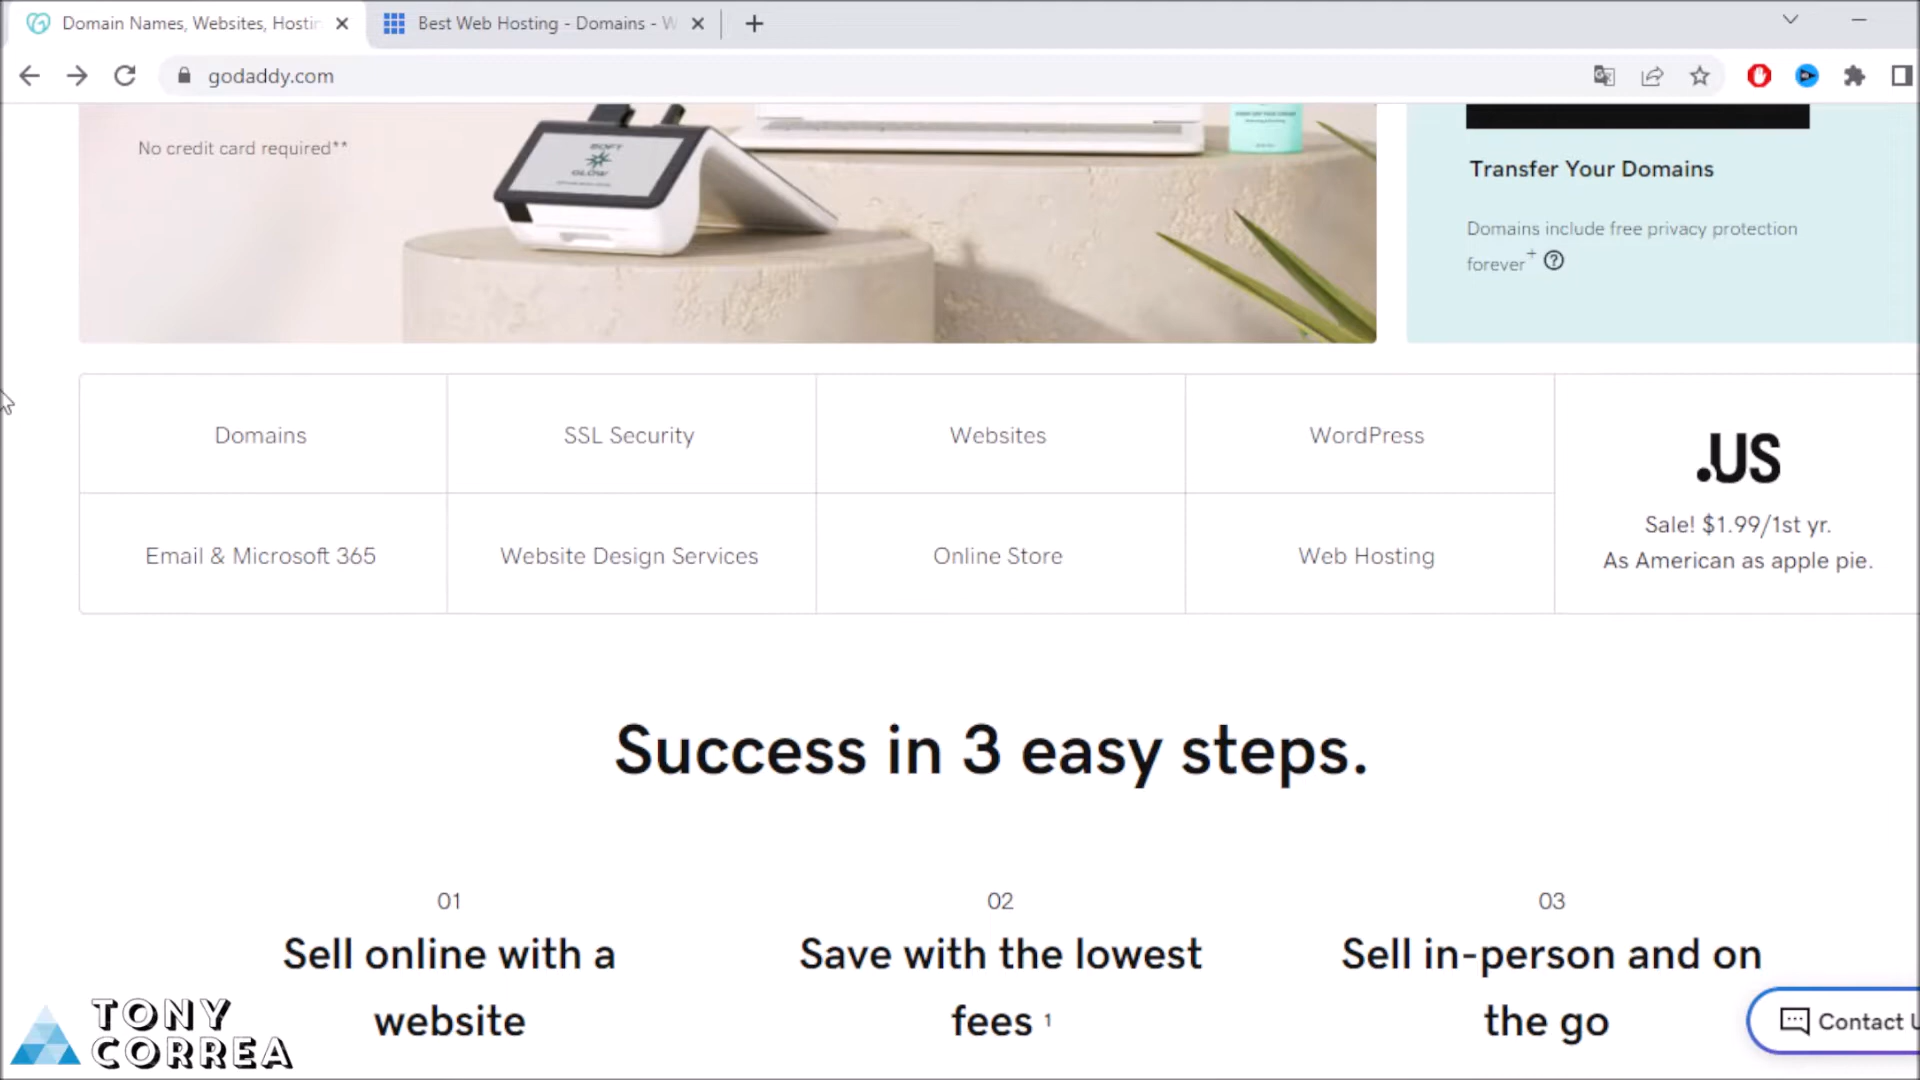 Domain Names, Websites, Hostin
Best Web Hosting - Domains - W
godaddy.com
No credit card required**
SOFT
GLOW
Transfer Your Domains
Domains include free privacy protection
forever+
Domains
SSL Security
Websites
WordPress
.US
Sale! $1.99/1st yr.
As American as apple pie.
Email & Microsoft 365
Website Design Services
Online Store
Web Hosting
Success in 3 easy steps.
01
Sell online with a
website
02
Save with the lowest
fees 1
03
Sell in-person and on
the go
Contact U
TONY
CORREA